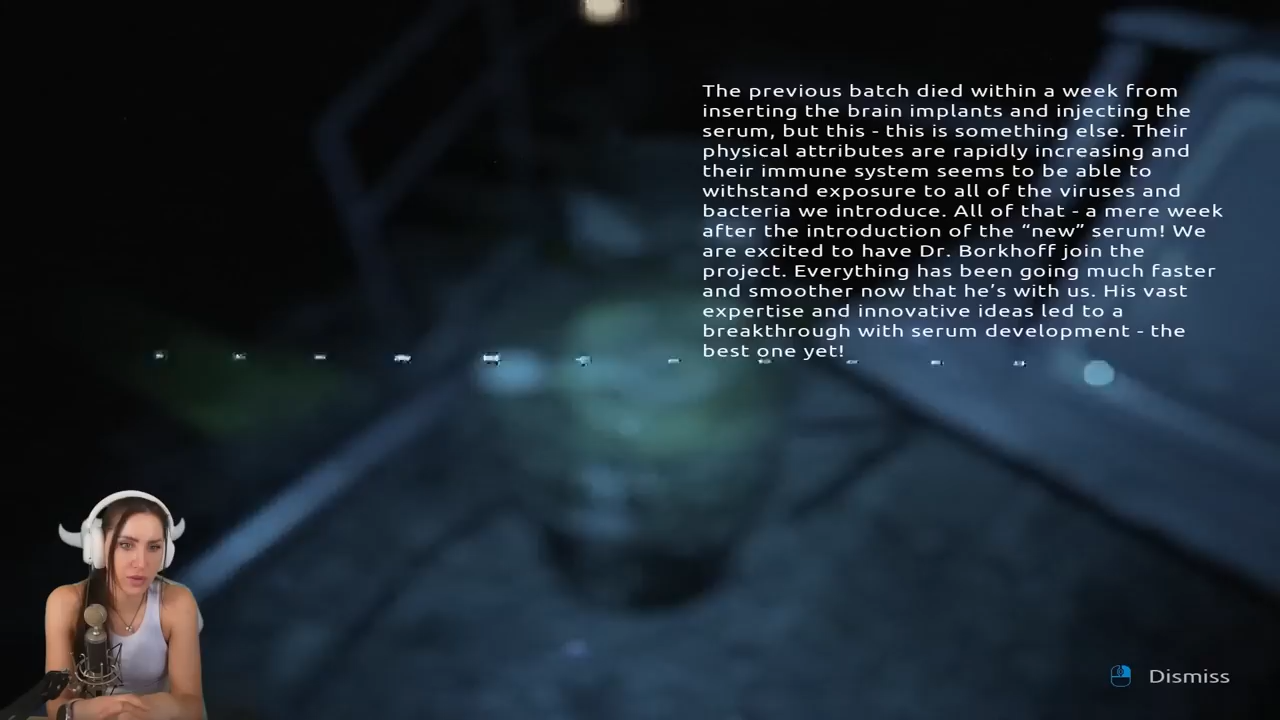 The previous batch died within a week from
inserting the brain implants and injecting the
serum, but this - this is something else. Their
physical attributes are rapidly increasing and
their immune system seems to be able to
withstand exposure to all of the viruses and
bacteria we introduce. All of that - a mere week
after the introduction of the “new” serum! We
are excited to have Dr. Borkhoff join the
project. Everything has been going much faster
and smoother now that he’s with us. His vast
expertise and innovative ideas led to a
breakthrough with serum development - the
best one yet!
Dismiss